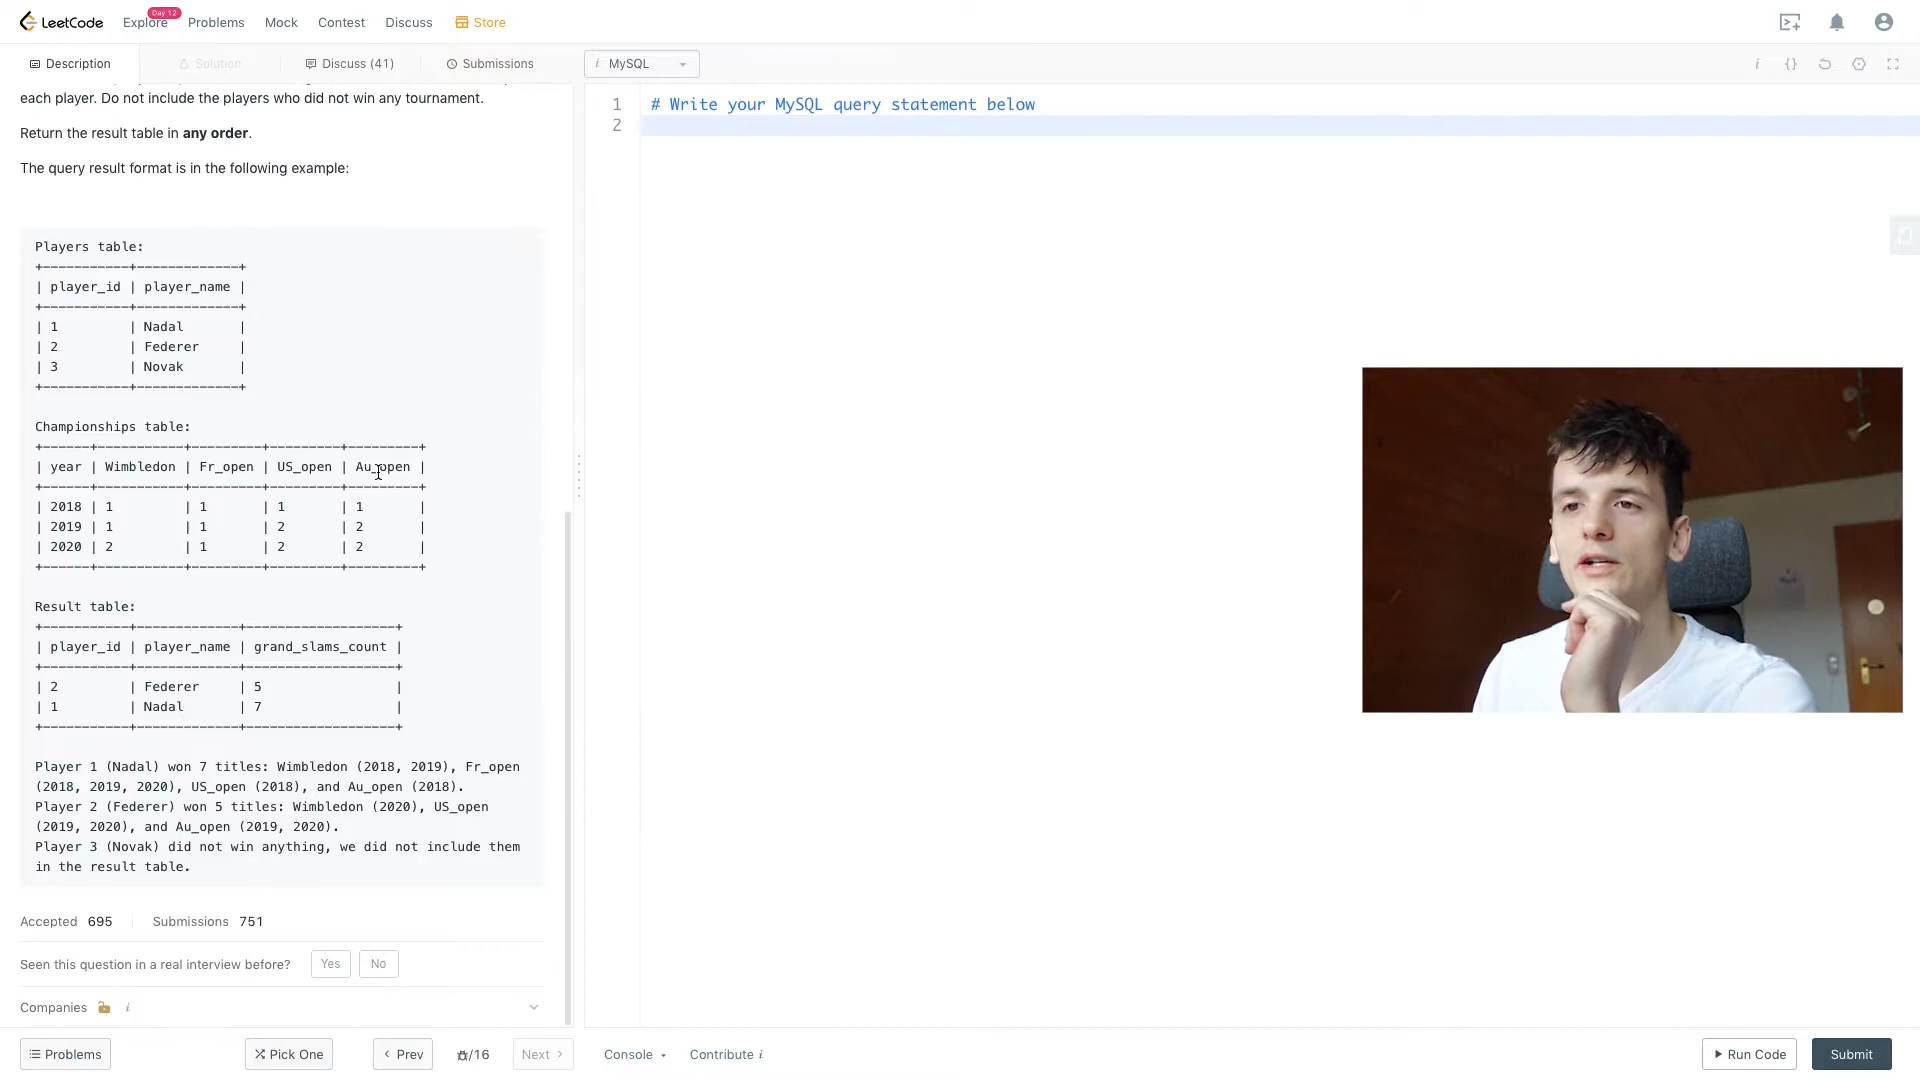 LeetCode Explore Day 12 Problems Mock Contest Discuss Store
Description Solution Discuss (41) Submissions i MySQL i {}
each player. Do not include the players who did not win any tournament.
Return the result table in any order.
The query result format is in the following example:
Players table:
+-----------+-------------+
| player_id | player_name |
+-----------+-------------+
| 1         | Nadal       |
| 2         | Federer     |
| 3         | Novak       |
+-----------+-------------+
Championships table:
+------+-----------+---------+---------+---------+
| year | Wimbledon | Fr_open | US_open | Au_open |
+------+-----------+---------+---------+---------+
| 2018 | 1         | 1       | 1       | 1       |
| 2019 | 1         | 1       | 2       | 2       |
| 2020 | 2         | 1       | 2       | 2       |
+------+-----------+---------+---------+---------+
Result table:
+-----------+-------------+-------------------+
| player_id | player_name | grand_slams_count |
+-----------+-------------+-------------------+
| 2         | Federer     | 5                 |
| 1         | Nadal       | 7                 |
+-----------+-------------+-------------------+
Player 1 (Nadal) won 7 titles: Wimbledon (2018, 2019), Fr_open
(2018, 2019, 2020), US_open (2018), and Au_open (2018).
Player 2 (Federer) won 5 titles: Wimbledon (2020), US_open
(2019, 2020), and Au_open (2019, 2020).
Player 3 (Novak) did not win anything, we did not include them
in the result table.
Accepted 695 Submissions 751
Seen this question in a real interview before? Yes No
Companies i
1 # Write your MySQL query statement below
2
Problems Pick One < Prev /16 Next > Console Contribute i Run Code Submit